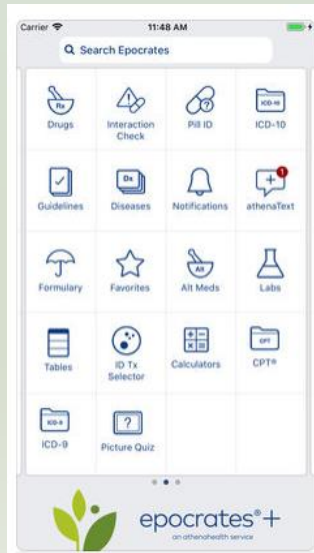 Carrier
11:48 AM
Search Epocrates
Rx
ICD-10
Drugs
Interaction
Check
Pill ID
ICD-10
Dx
1
Guidelines
Diseases
Notifications
athenaText
Alt
Formulary
Favorites
Alt Meds
Labs
CPT
Tables
ID Tx
Selector
Calculators
CPT®
ICD-9
ICD-9
Picture Quiz
epocrates®+
an athenahealth service